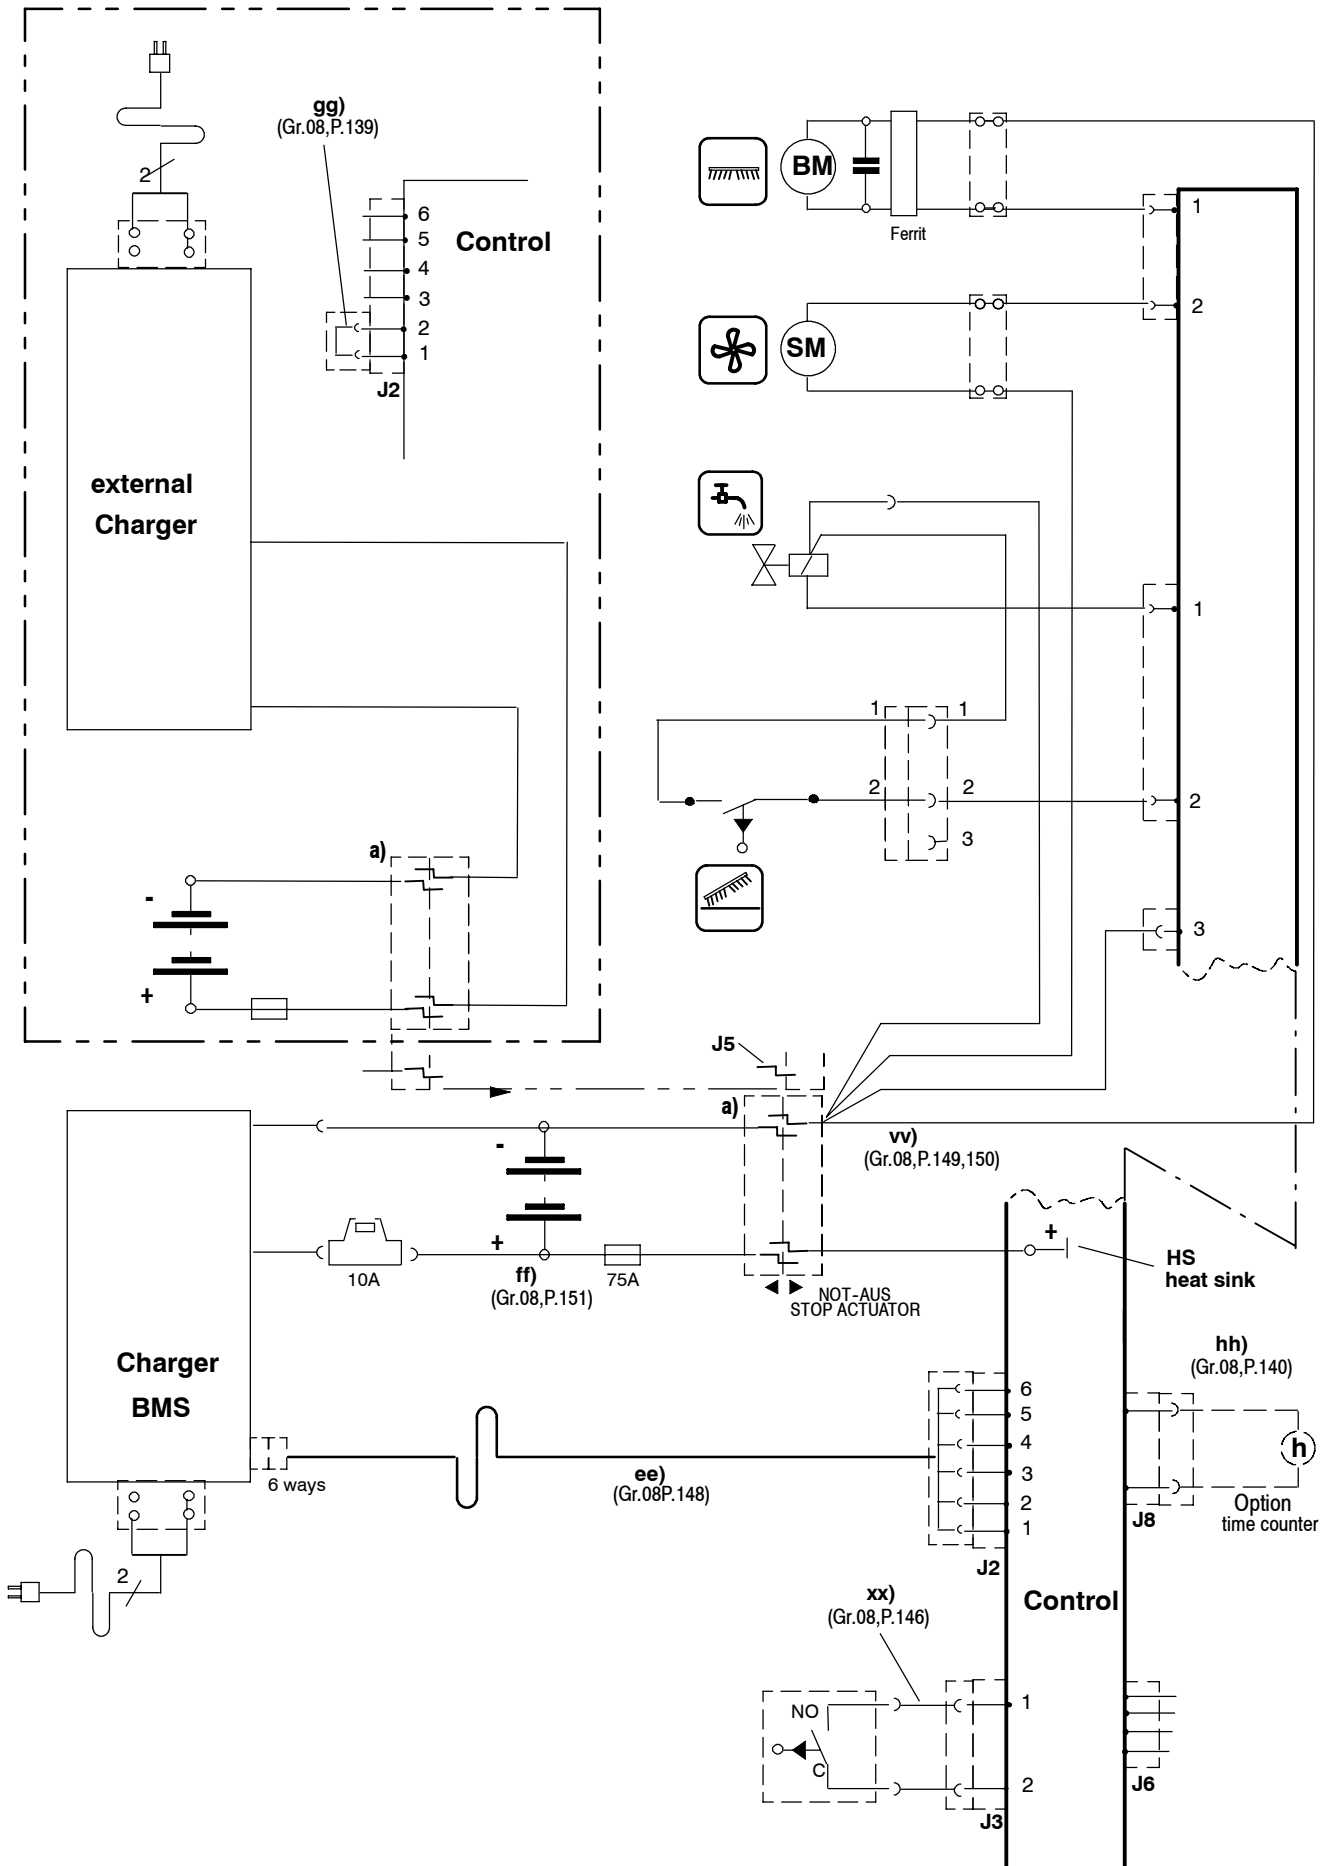 gg)
(Gr.08,P.139)
2
6
5
4
3
2
1
Control
J2
external
Charger
a)
-
+
BM
Ferrit
1
2
SM
1
1
1
2
2
2
3
3
J5
a)
vv)
(Gr.08,P.149,150)
-
+
10A
ff)
(Gr.08,P.151)
75A
NOT-AUS
STOP ACTUATOR
+
HS
heat sink
Charger
BMS
6 ways
2
ee)
(Gr.08P.148)
6
5
4
3
2
1
J2
hh)
(Gr.08,P.140)
h
Option
time counter
J8
Control
xx)
(Gr.08,P.146)
NO
C
1
2
J3
J6